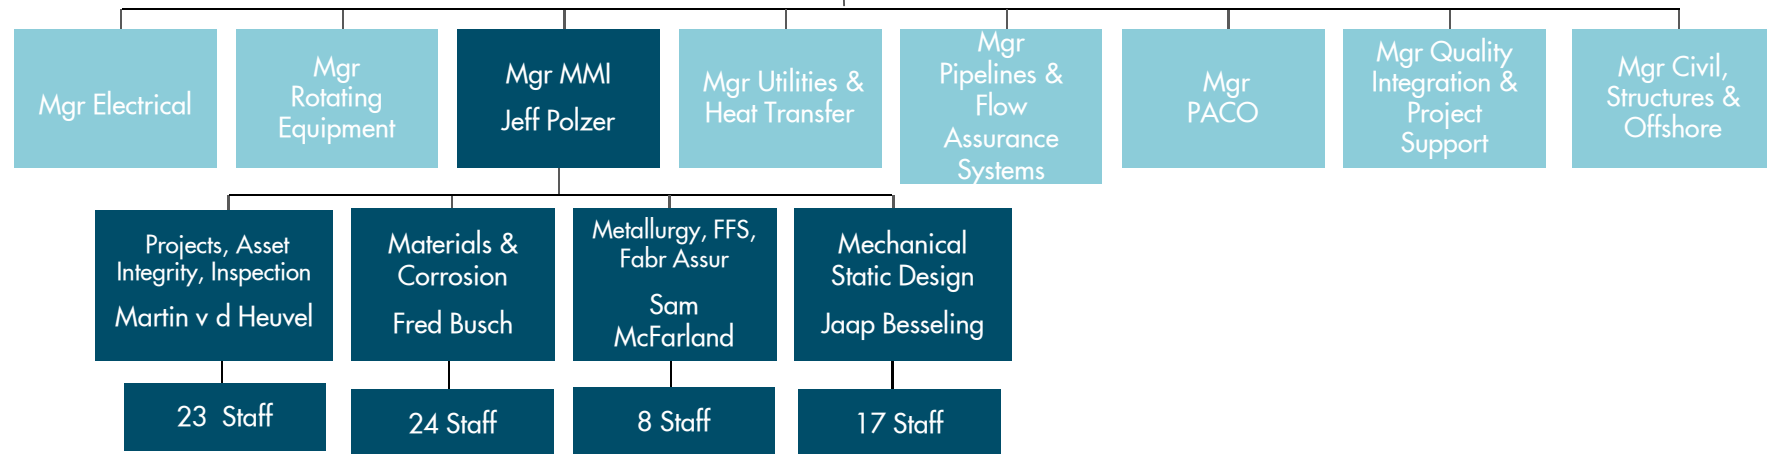 Mgr Electrical
Mgr
Rotating
Equipment
Mgr MMI
Jeff Polzer
Mgr Utilities &
Heat Transfer
Mgr
Pipelines &
Flow
Assurance
Systems
Mgr
PACO
Mgr Quality
Integration &
Project
Support
Mgr Civil,
Structures &
Offshore
Projects, Asset
Integrity, Inspection
Martin v d Heuvel
Materials &
Corrosion
Fred Busch
Metallurgy, FFS,
Fabr Assur
Sam
McFarland
Mechanical
Static Design
Jaap Besseling
23  Staff
24 Staff
8 Staff
17 Staff